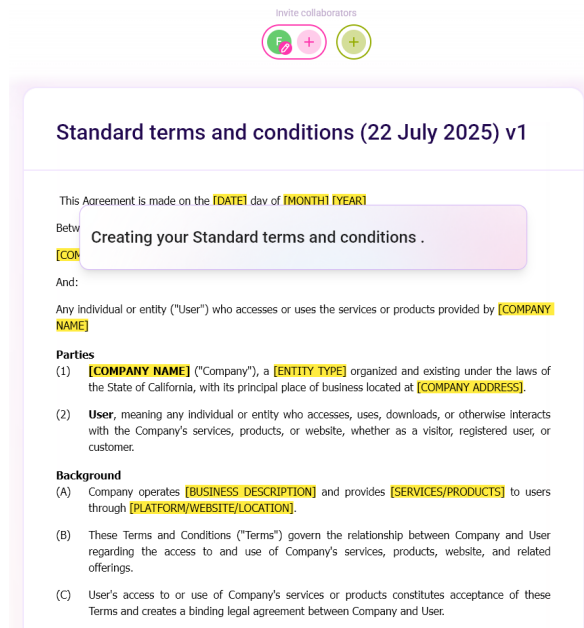 Invite collaborators
Standard terms and conditions (22 July 2025) v1
This Agreement is made on the [DATE] day of [MONTH] [YEAR]
Betw
Creating your Standard terms and conditions .
[COM
And:
Any individual or entity ("User") who accesses or uses the services or products provided by [COMPANY
NAME]
Parties
(1) [COMPANY NAME] ("Company"), a [ENTITY TYPE] organized and existing under the laws of
the State of California, with its principal place of business located at [COMPANY ADDRESS].
(2) User, meaning any individual or entity who accesses, uses, downloads, or otherwise interacts
with the Company's services, products, or website, whether as a visitor, registered user, or
customer.
Background
(A) Company operates [BUSINESS DESCRIPTION] and provides [SERVICES/PRODUCTS] to users
through [PLATFORM/WEBSITE/LOCATION].
(B) These Terms and Conditions ("Terms") govern the relationship between Company and User
regarding the access to and use of Company's services, products, website, and related
offerings.
(C) User's access to or use of Company's services or products constitutes acceptance of these
Terms and creates a binding legal agreement between Company and User.